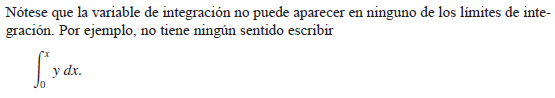 Nótese que la variable de integración no puede aparecer en ninguno de los límites de inte-
gración. Por ejemplo, no tiene ningún sentido escribir
∫₀ˣ y dx.